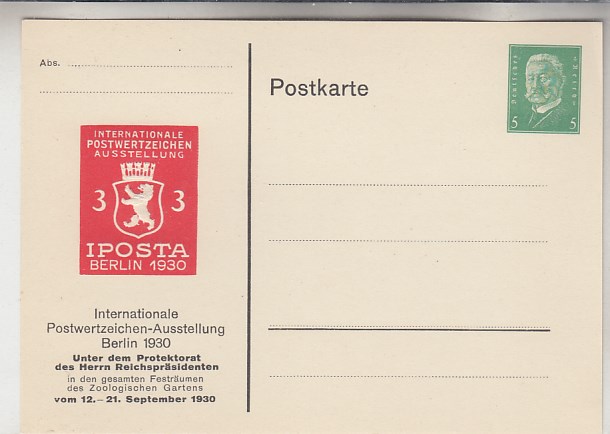 Abs.
Postkarte
Deutsches Reich
5 5
INTERNATIONALE
POSTWERTZEICHEN
AUSSTELLUNG
3 3
IPOSTA
BERLIN 1930
Internationale
Postwertzeichen-Ausstellung
Berlin 1930
Unter dem Protektorat
des Herrn Reichspräsidenten
in den gesamten Festräumen
des Zoologischen Gartens
vom 12.–21. September 1930